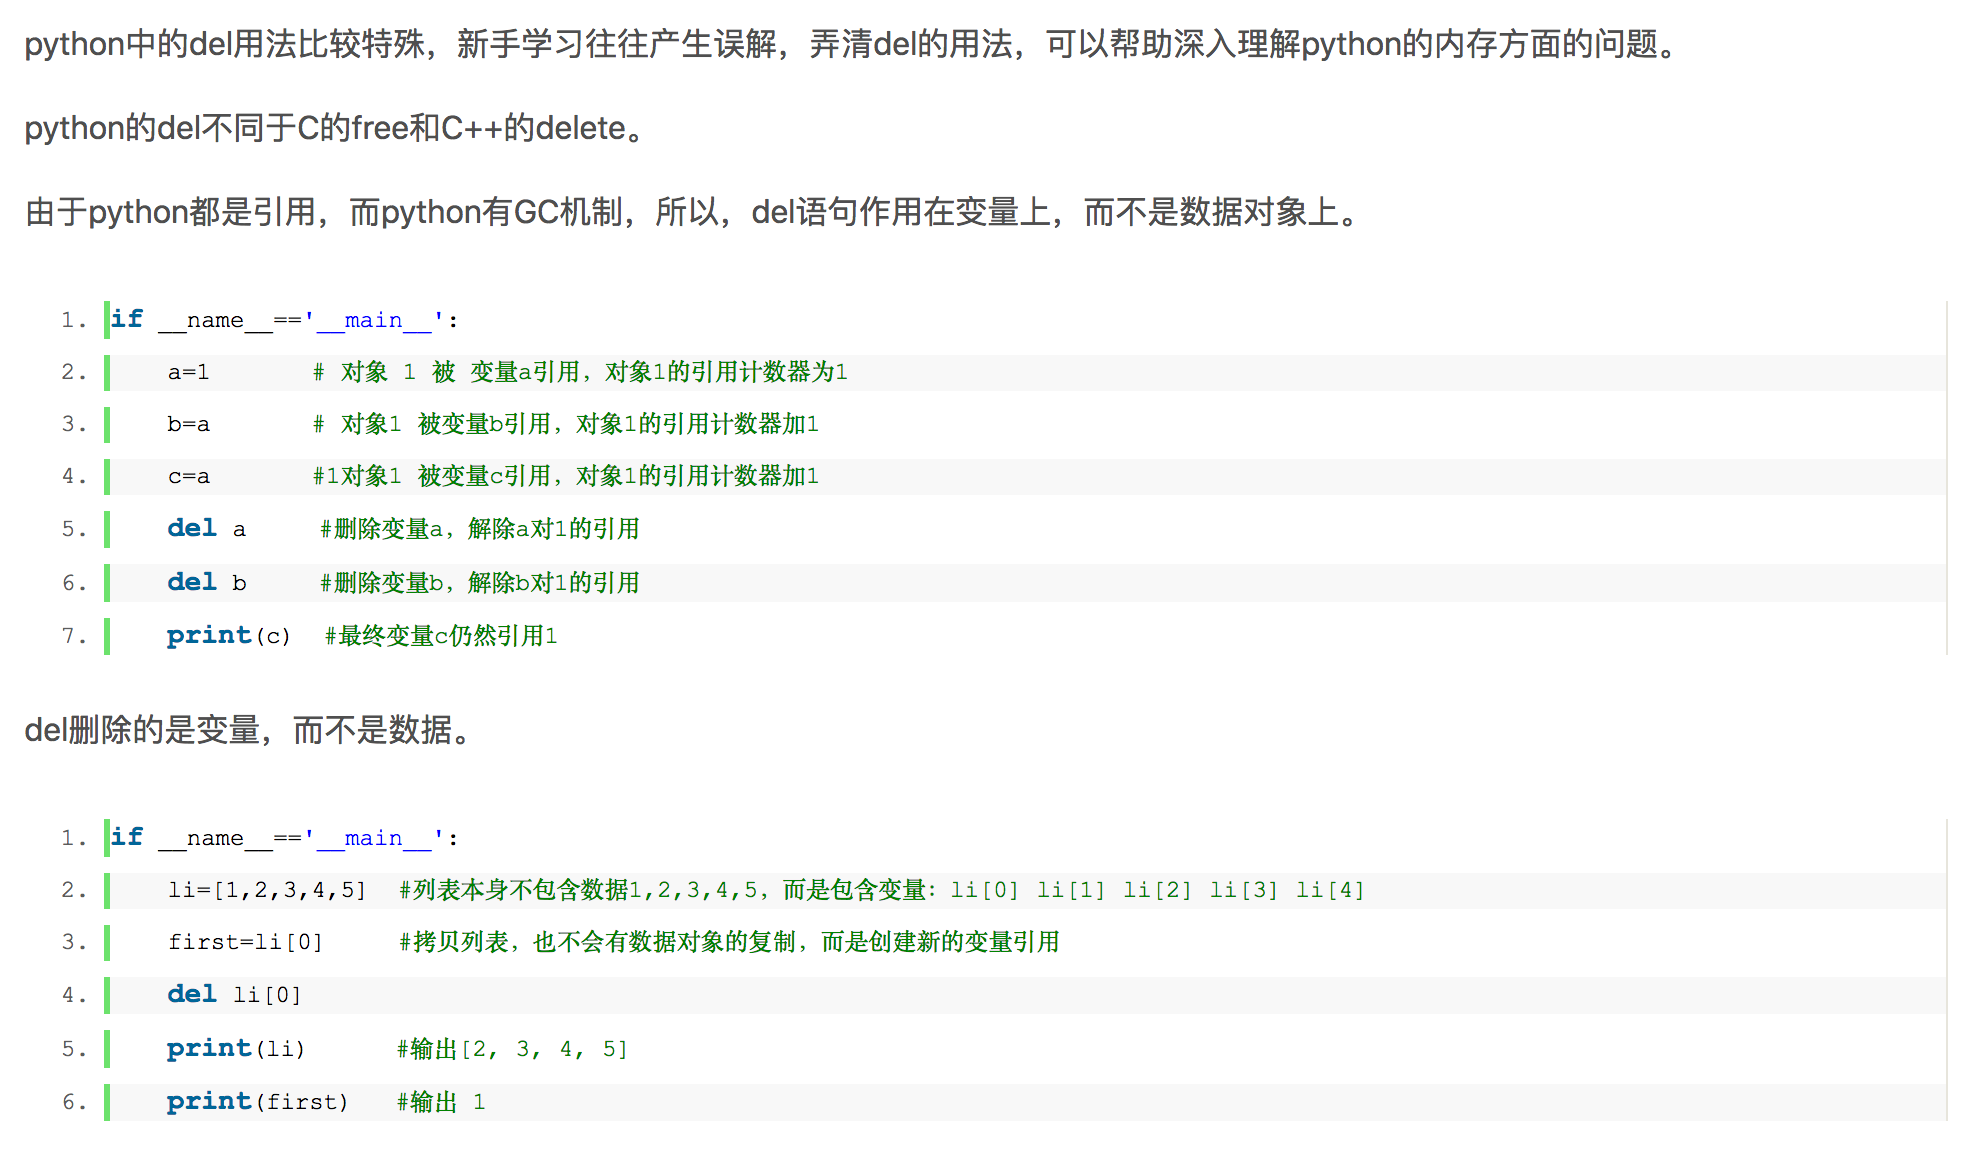 python中的del用法比较特殊，新手学习往往产生误解，弄清del的用法，可以帮助深入理解python的内存方面的问题。
python的del不同于C的free和C++的delete。
由于python都是引用，而python有GC机制，所以，del语句作用在变量上，而不是数据对象上。
1. if __name__=='__main__':
2.     a=1       # 对象 1 被 变量a引用，对象1的引用计数器为1
3.     b=a       # 对象1 被变量b引用，对象1的引用计数器加1
4.     c=a       #1对象1 被变量c引用，对象1的引用计数器加1
5.     del a     #删除变量a，解除a对1的引用
6.     del b     #删除变量b，解除b对1的引用
7.     print(c)  #最终变量c仍然引用1
del删除的是变量，而不是数据。
1. if __name__=='__main__':
2.     li=[1,2,3,4,5]  #列表本身不包含数据1,2,3,4,5，而是包含变量：li[0] li[1] li[2] li[3] li[4]
3.     first=li[0]     #拷贝列表，也不会有数据对象的复制，而是创建新的变量引用
4.     del li[0]
5.     print(li)      #输出[2, 3, 4, 5]
6.     print(first)   #输出 1